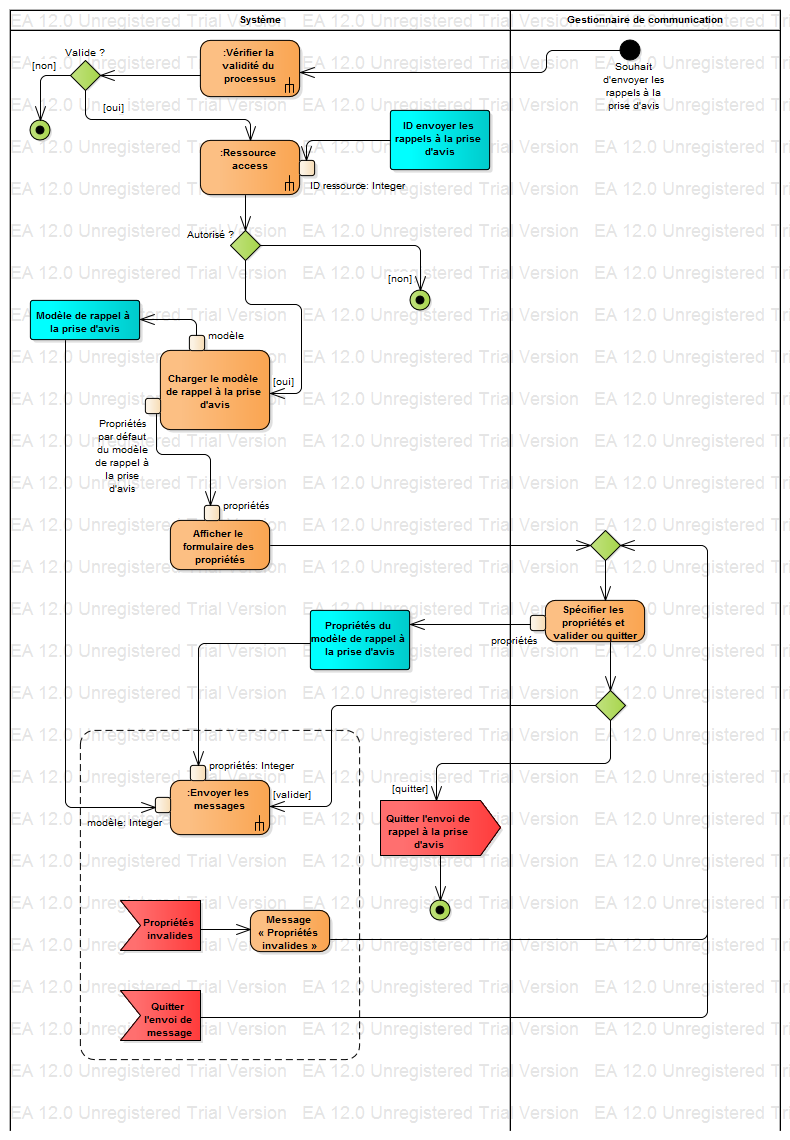 Système
Gestionnaire de communication
Valide ?
[non]
:Vérifier la
validité du
processus
Souhait
d'envoyer les
rappels à la
prise d'avis
[oui]
:Ressource
access
ID envoyer les
rappels à la prise
d'avis
ID ressource: Integer
Autorisé ?
[non]
Modèle de rappel à
la prise d'avis
modèle
Charger le modèle
de rappel à la prise
d'avis
[oui]
Propriétés
par défaut
du modèle
de rappel à
la prise
d'avis
propriétés
Afficher le
formulaire des
propriétés
Spécifier les
propriétés et
valider ou quitter
propriétés
Propriétés du
modèle de rappel à
la prise d'avis
propriétés: Integer
:Envoyer les
messages
[valider]
modèle: Integer
[quitter]
Quitter l'envoi de
rappel à la prise
d'avis
Propriétés
invalides
Message
« Propriétés
invalides »
Quitter
l'envoi de
message
EA 12.0 Unregistered Trial Version